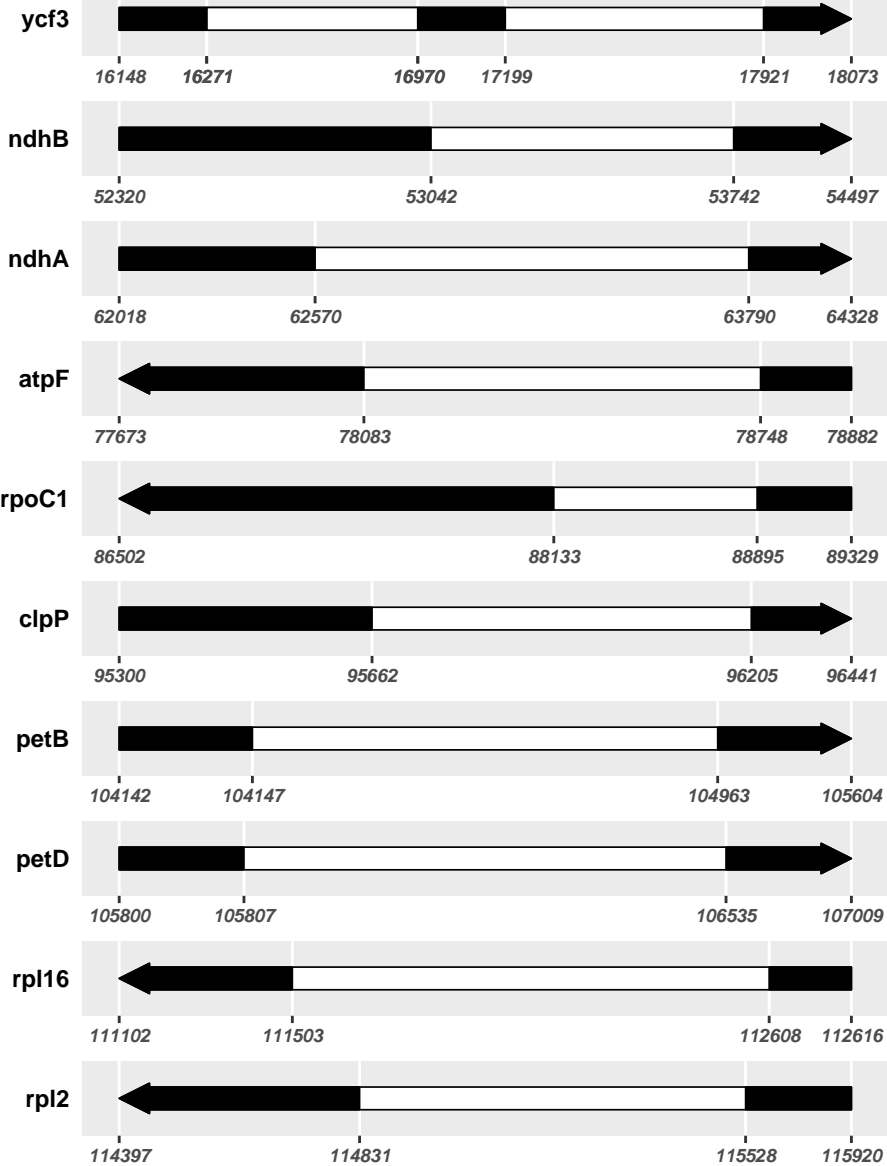 ycf3
16148 16271 16970 17199 17921 18073
ndhB
52320 53042 53742 54497
ndhA
62018 62570 63790 64328
atpF
77673 78083 78748 78882
rpoC1
86502 88133 88895 89329
clpP
95300 95662 96205 96441
petB
104142 104147 104963 105604
petD
105800 105807 106535 107009
rpl16
111102 111503 112608 112616
rpl2
114397 114831 115528 115920